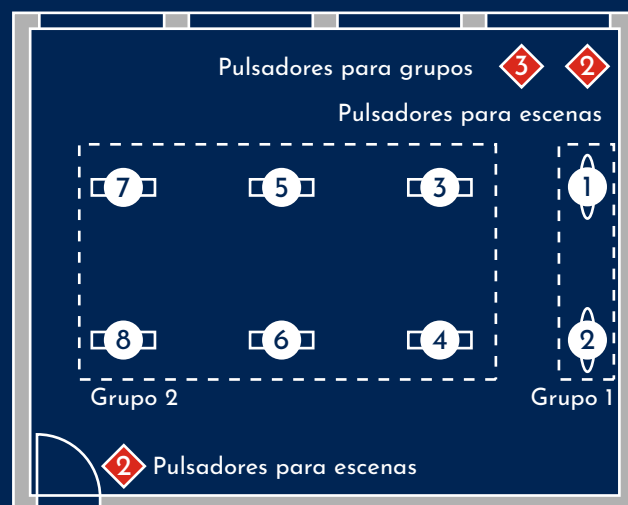 Pulsadores para grupos 3 2
Pulsadores para escenas
7 5 3 1
8 6 4 2
Grupo 2 Grupo 1
2 Pulsadores para escenas